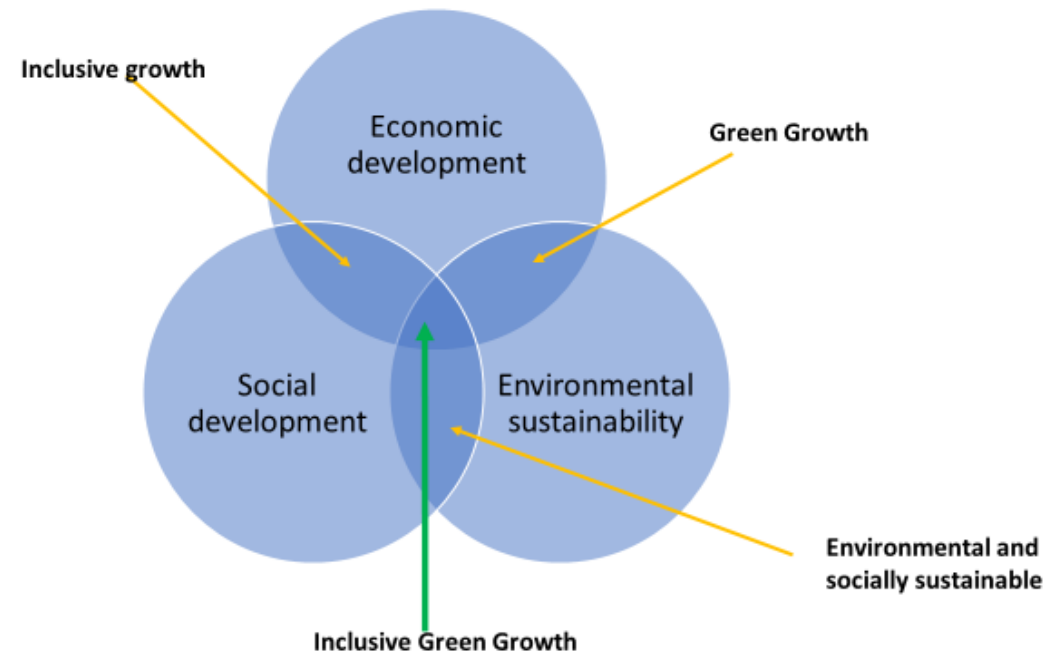 Inclusive growth
Economic
development
Green Growth
Social
development
Environmental
sustainability
Environmental and
socially sustainable
Inclusive Green Growth